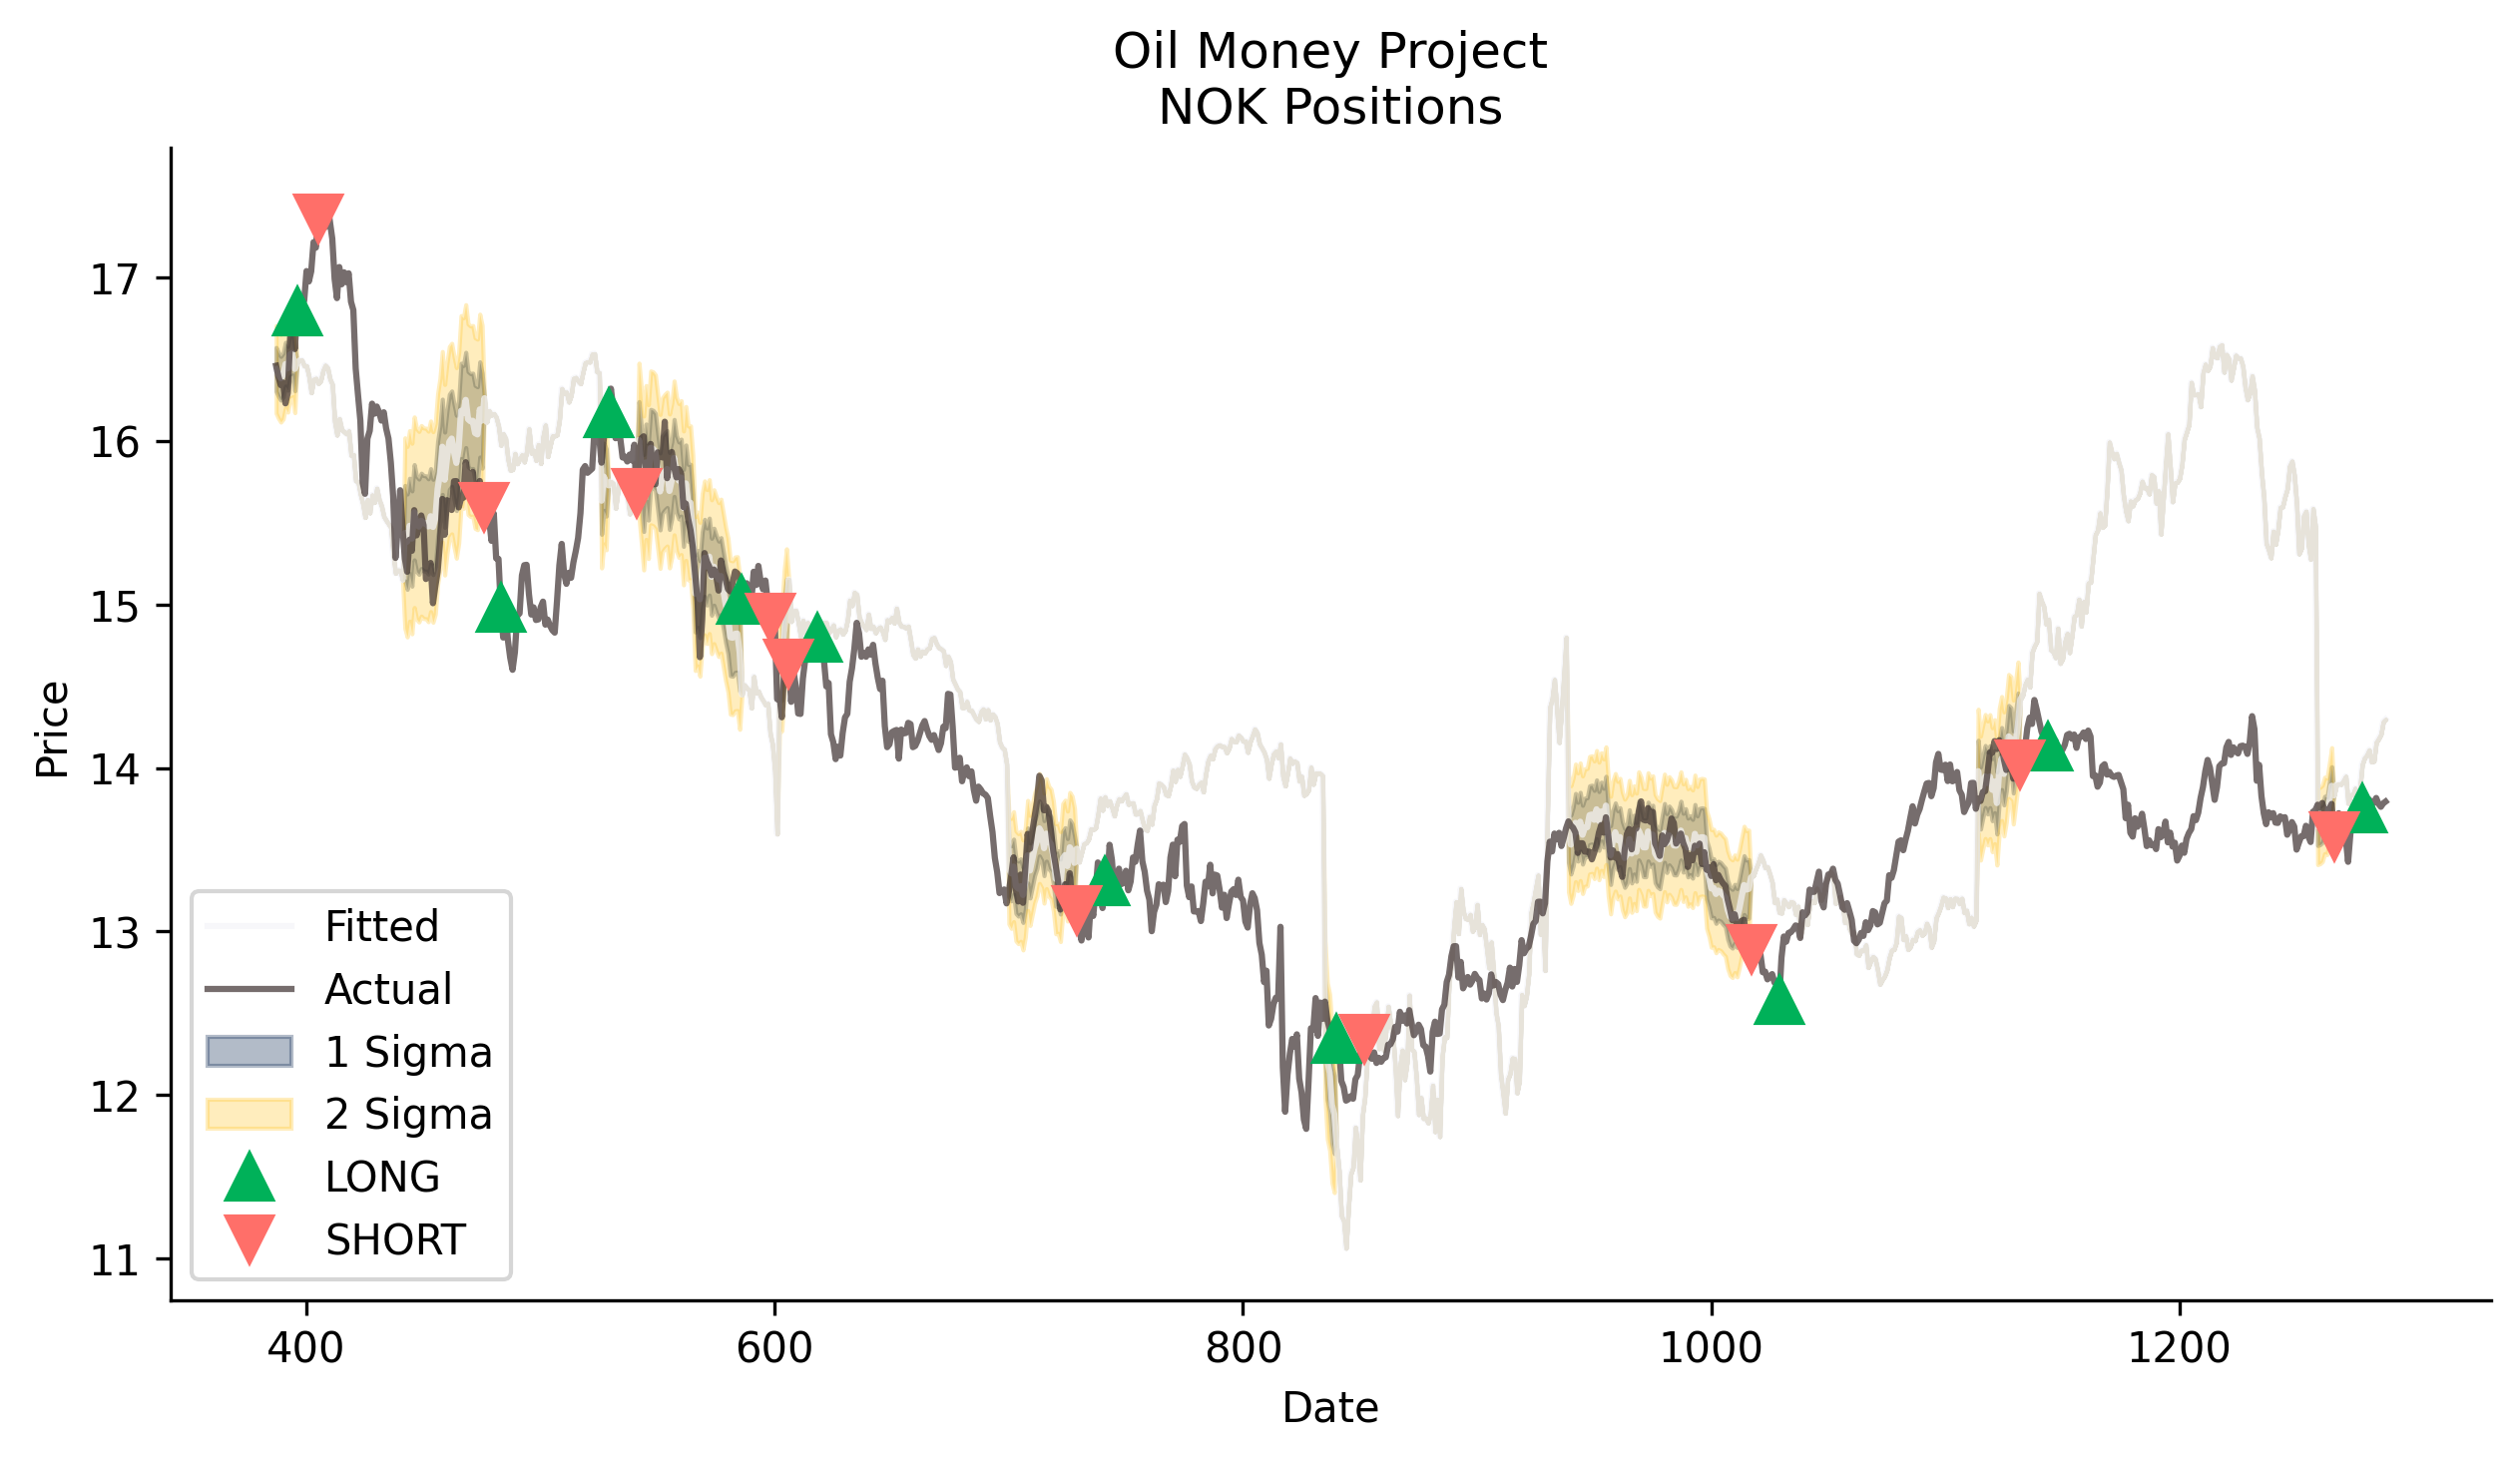 Oil Money Project
NOK Positions
Price
17
16
15
14
13
12
11
Fitted
Actual
1 Sigma
2 Sigma
LONG
SHORT
400 600 800 1000 1200
Date